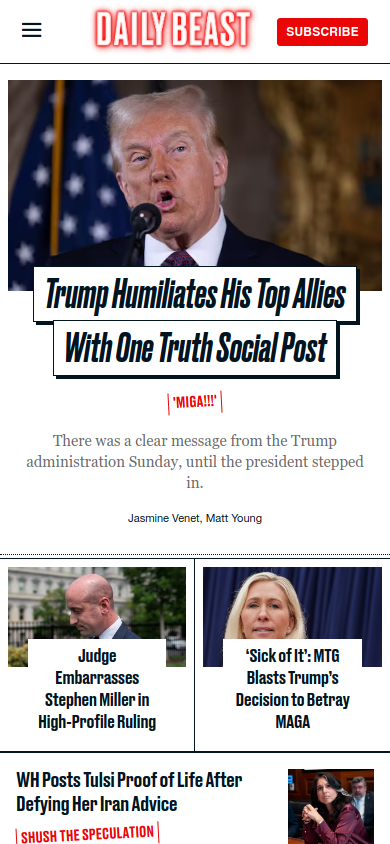 DAILY BEAST
SUBSCRIBE
Trump Humiliates His Top Allies
With One Truth Social Post
'MIGA!!!'
There was a clear message from the Trump
administration Sunday, until the president stepped
in.
Jasmine Venet, Matt Young
Judge
Embarrasses
Stephen Miller in
High-Profile Ruling
‘Sick of It’: MTG
Blasts Trump’s
Decision to Betray
MAGA
WH Posts Tulsi Proof of Life After
Defying Her Iran Advice
SHUSH THE SPECULATION